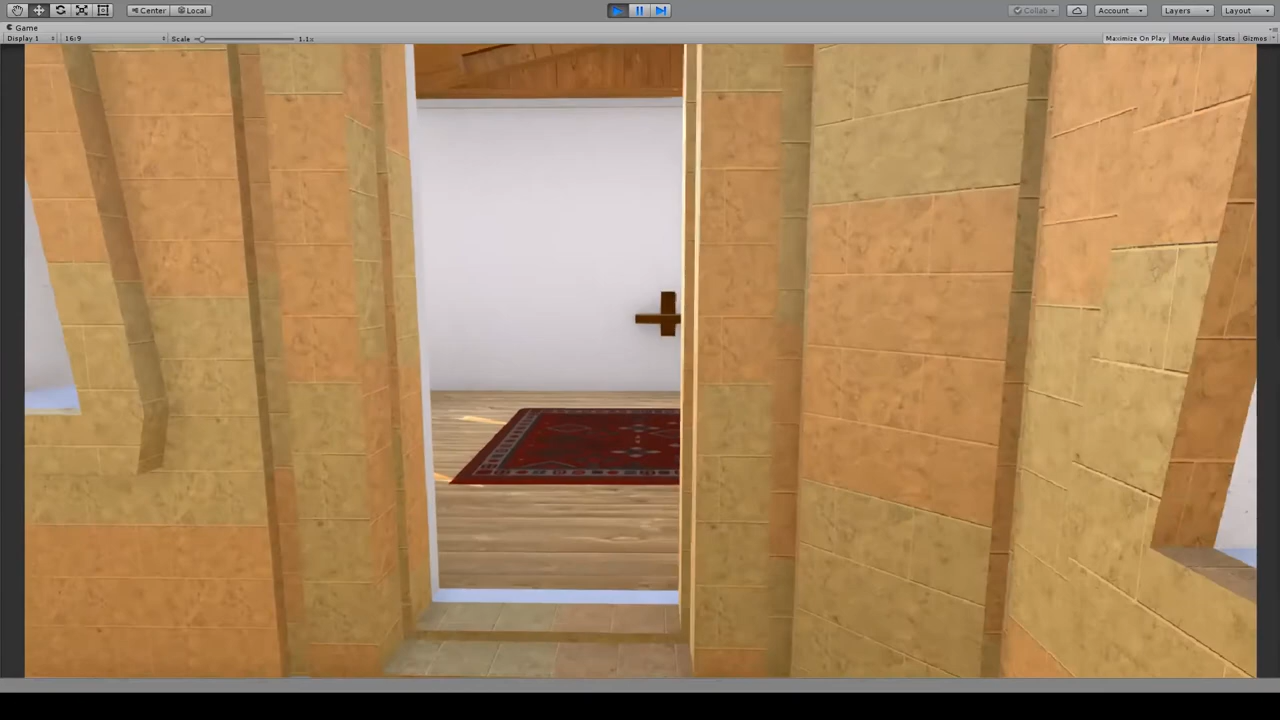 Center Local Collab Account Layers Layout
Game
Display 1 16:9 Scale 1.1x Maximize On Play Mute Audio Stats Gizmos